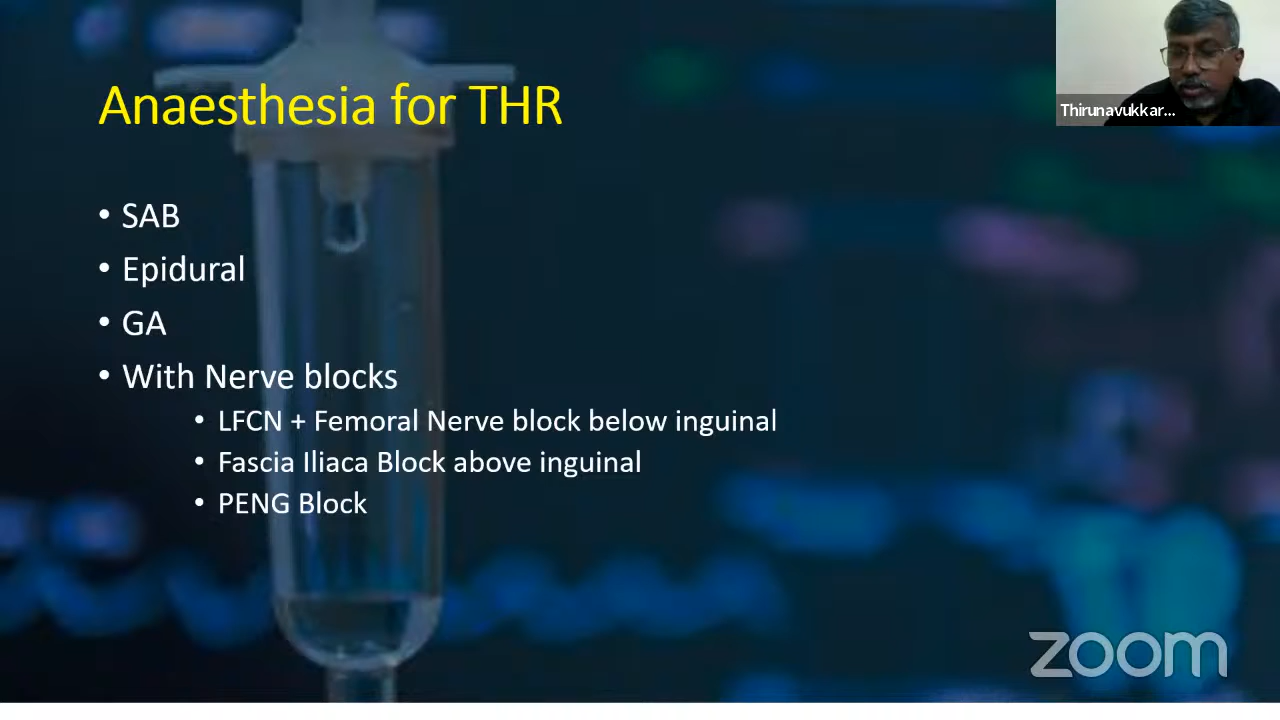 Anaesthesia for THR
Thirunavukkar...
• SAB
• Epidural
• GA
• With Nerve blocks
• LFCN + Femoral Nerve block below inguinal
• Fascia Iliaca Block above inguinal
• PENG Block
zoom